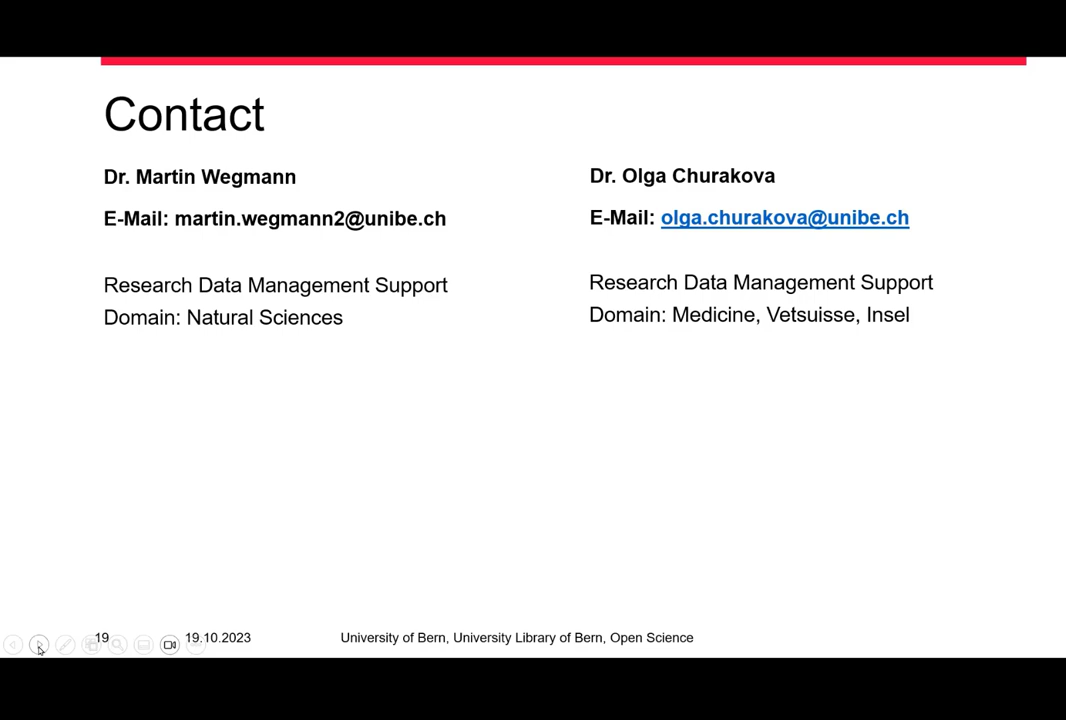 Contact
Dr. Martin Wegmann
E-Mail: martin.wegmann2@unibe.ch
Research Data Management Support
Domain: Natural Sciences
Dr. Olga Churakova
E-Mail: olga.churakova@unibe.ch
Research Data Management Support
Domain: Medicine, Vetsuisse, Insel
19
19.10.2023
University of Bern, University Library of Bern, Open Science